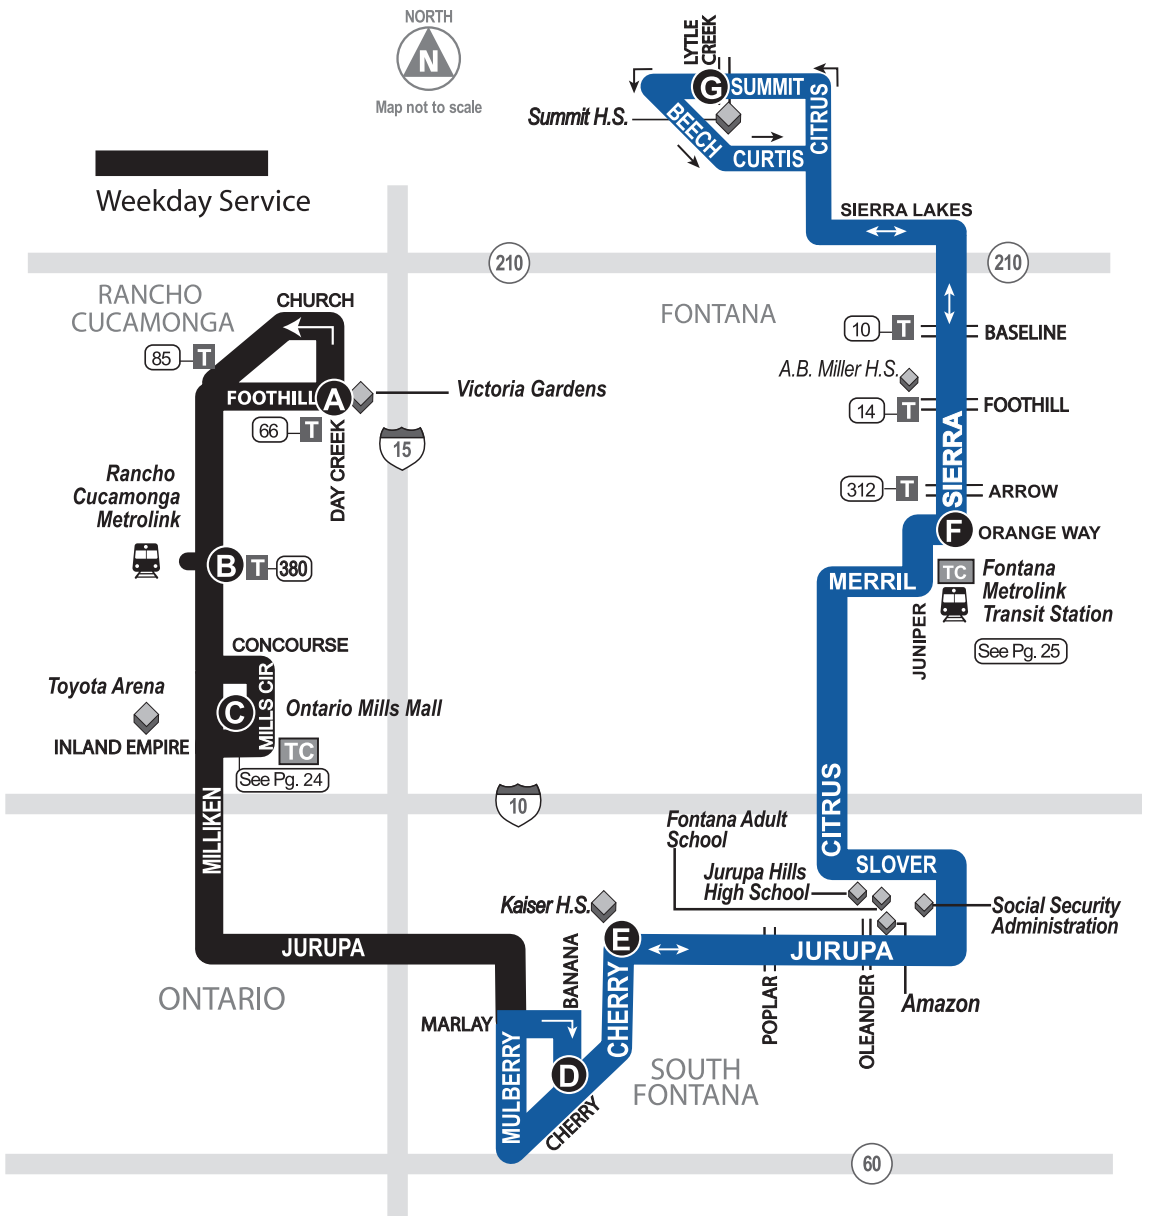 NORTH
N
Map not to scale
Weekday Service
LYTLE
CREEK
G
SUMMIT
CITRUS
Summit H.S.
BEECH
CURTIS
SIERRA LAKES
210
210
RANCHO
CUCAMONGA
CHURCH
FONTANA
10
T
BASELINE
85
T
A.B. Miller H.S.
FOOTHILL
A
Victoria Gardens
14
T
FOOTHILL
66
T
DAY CREEK
15
SIERRA
Rancho
Cucamonga
Metrolink
312
T
ARROW
F
ORANGE WAY
B
T
380
MERRIL
TC
Fontana
Metrolink
Transit Station
JUNIPER
See Pg. 25
CONCOURSE
MILLS CIR
Toyota Arena
C
Ontario Mills Mall
INLAND EMPIRE
TC
See Pg. 24
MILLIKEN
10
CITRUS
Fontana Adult
School
SLOVER
Jurupa Hills
High School
Kaiser H.S.
Social Security
Administration
E
JURUPA
JURUPA
BANANA
CHERRY
POPLAR
OLEANDER
Amazon
ONTARIO
MARLAY
MULBERRY
D
CHERRY
SOUTH
FONTANA
60